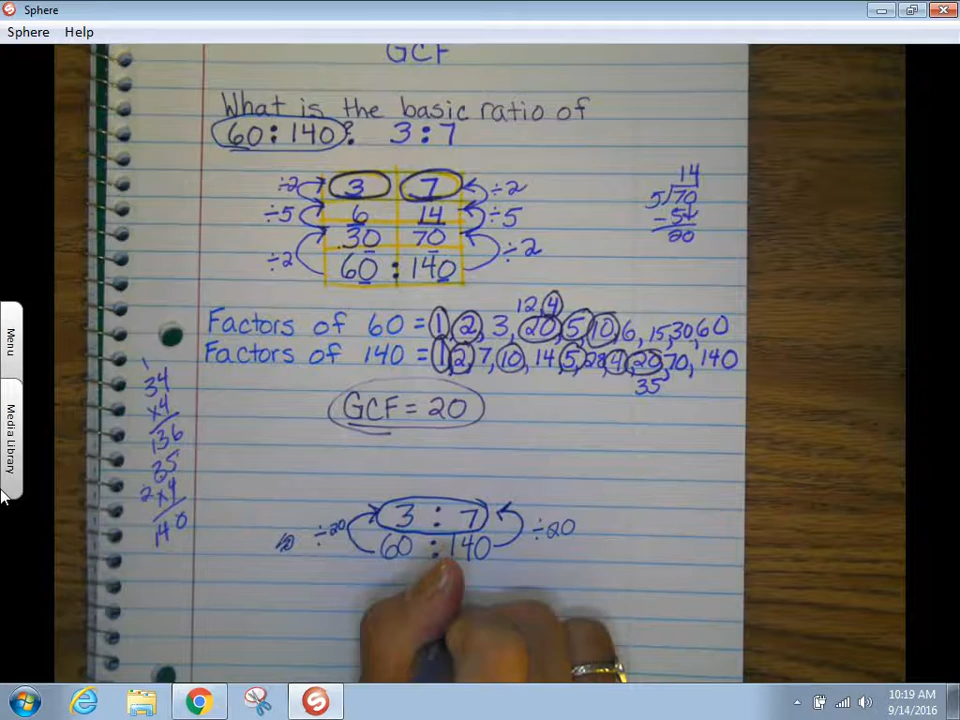 Sphere
Sphere Help
GCF
What is the basic ratio of
60:140? 3:7
÷2 3 7 ÷2
÷5 6 14 ÷5
30 70
÷2 60 : 140 ÷2
14
5 70
-5↓
20
12 4
Factors of 60 = 1, 2, 3, 20, 5, 10, 6, 15, 30, 60
Factors of 140 = 1, 2, 7, 10, 14, 5, 28, 4, 20, 70, 140
35
GCF = 20
1
34
x4
136
2
35
x4
140
3 : 7
÷20 60 : 140 ÷20
Menu
Media Library
10:19 AM
9/14/2016